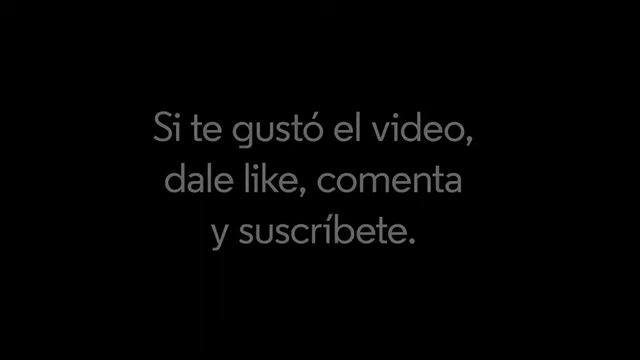 Si te gustó el video,
dale like, comenta
y suscríbete.